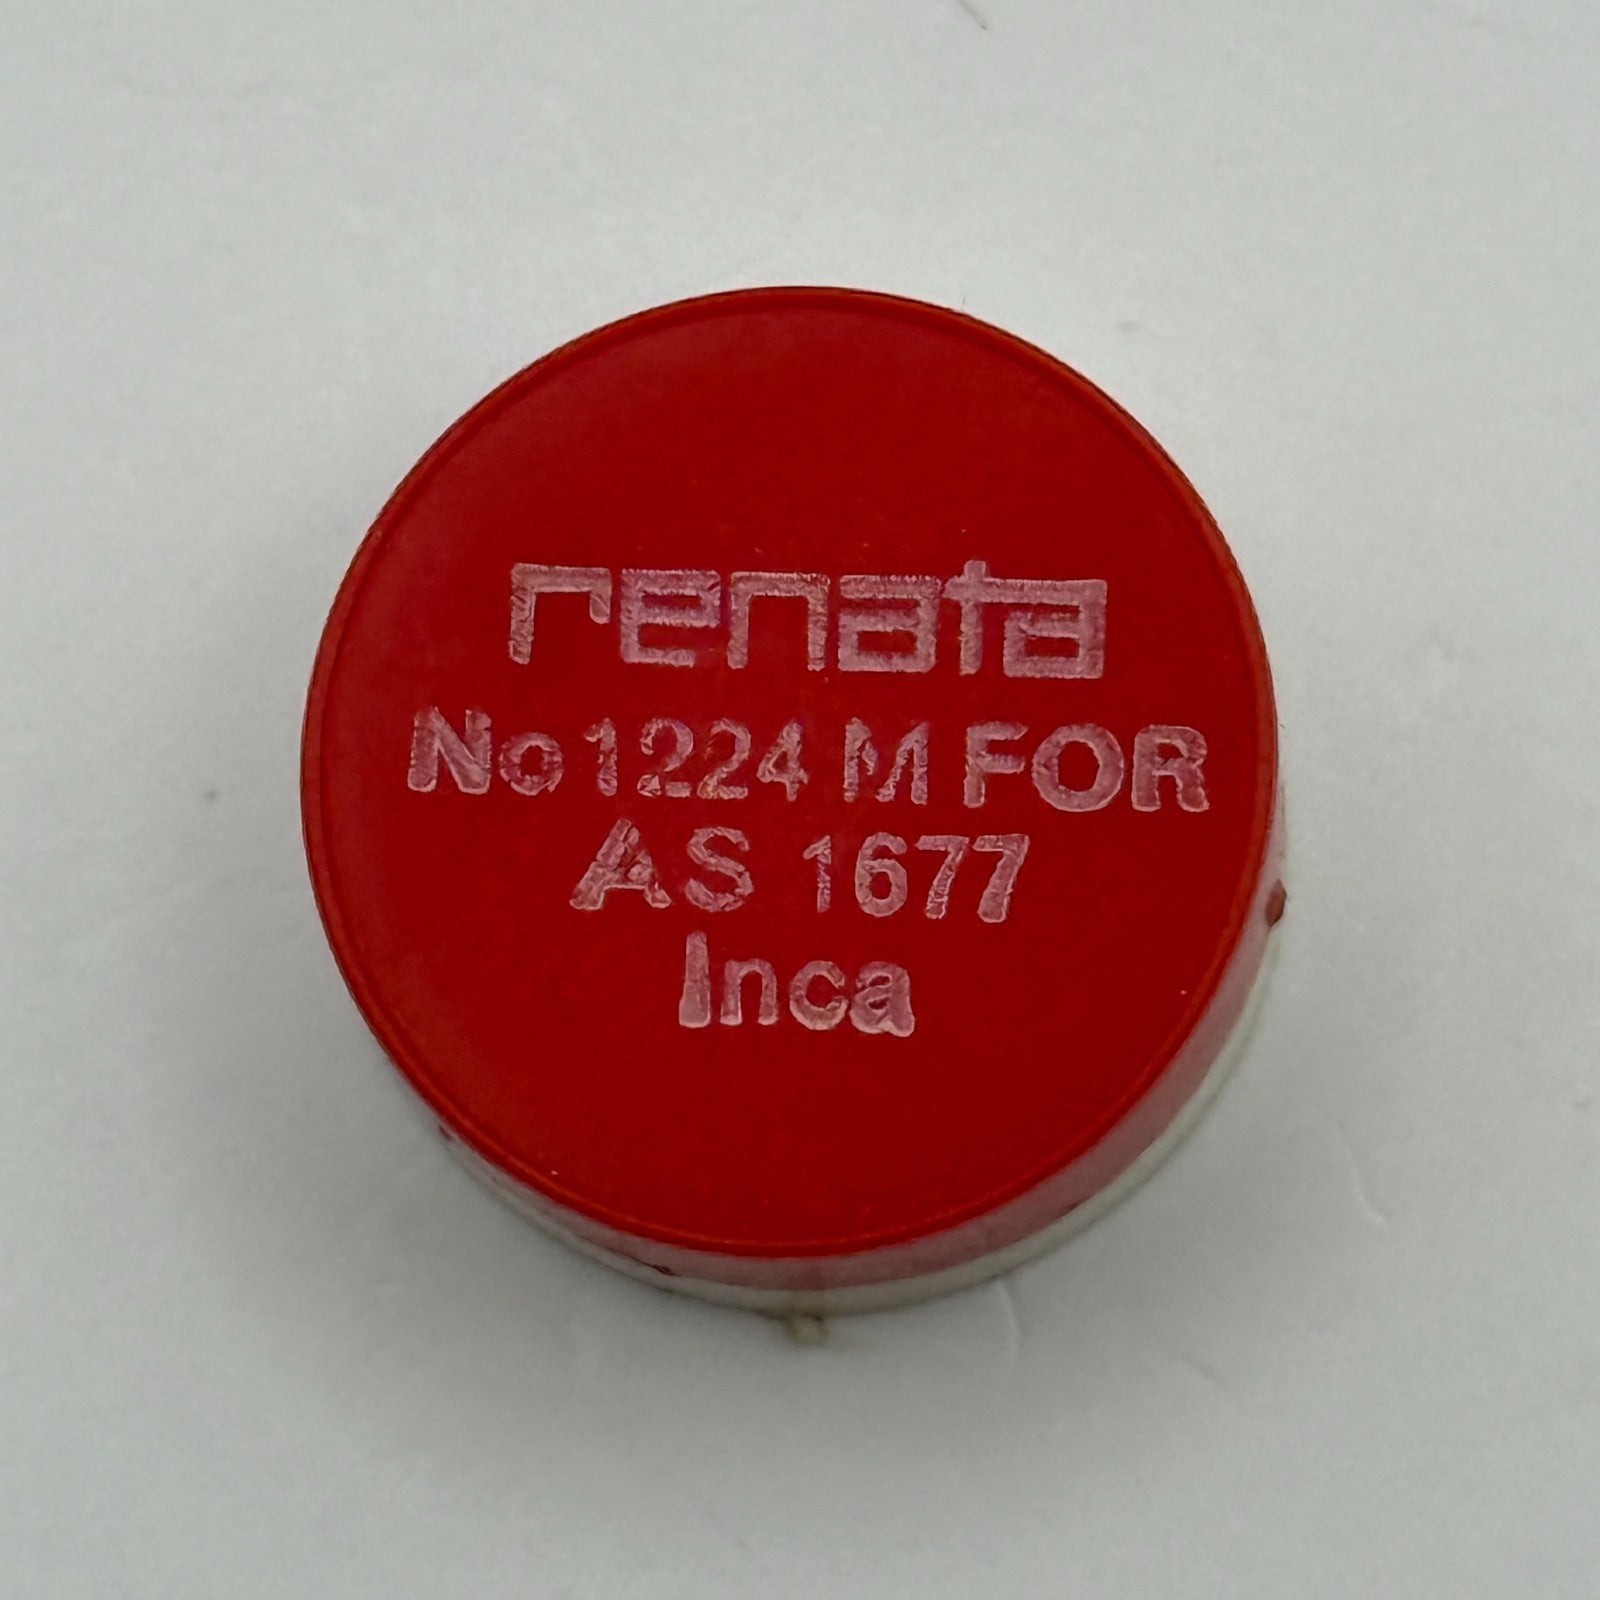 renata
No 1224 M FOR
AS 1677
Inca